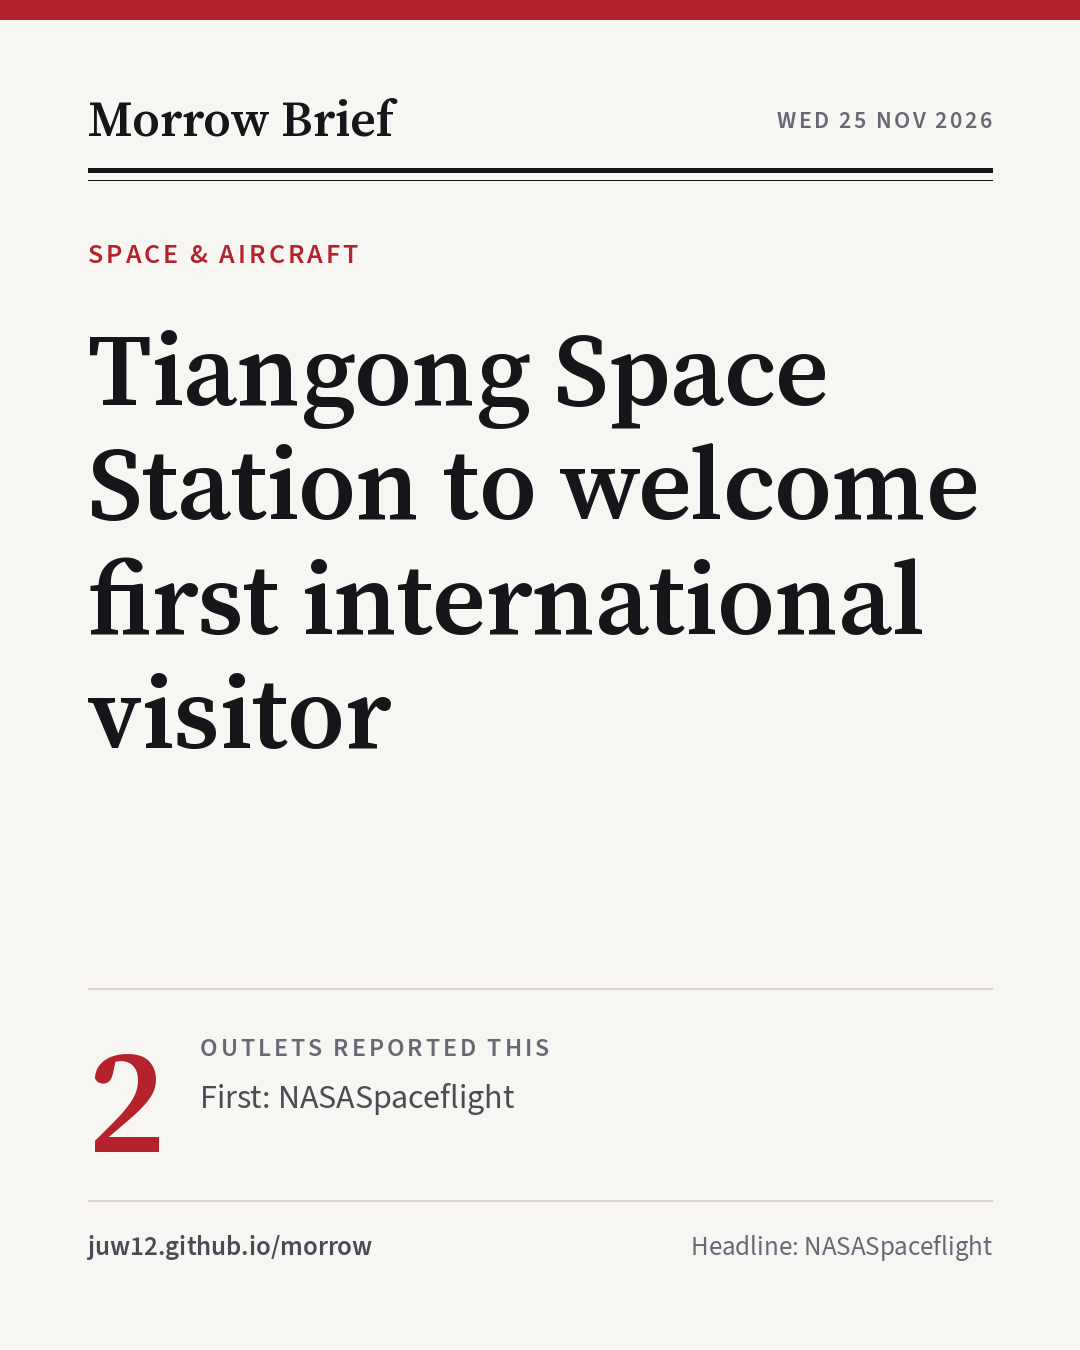 Morrow Brief
WED 25 NOV 2026
SPACE & AIRCRAFT
Tiangong Space
Station to welcome
first international
visitor
2
OUTLETS REPORTED THIS
First: NASASpaceflight
juw12.github.io/morrow
Headline: NASASpaceflight